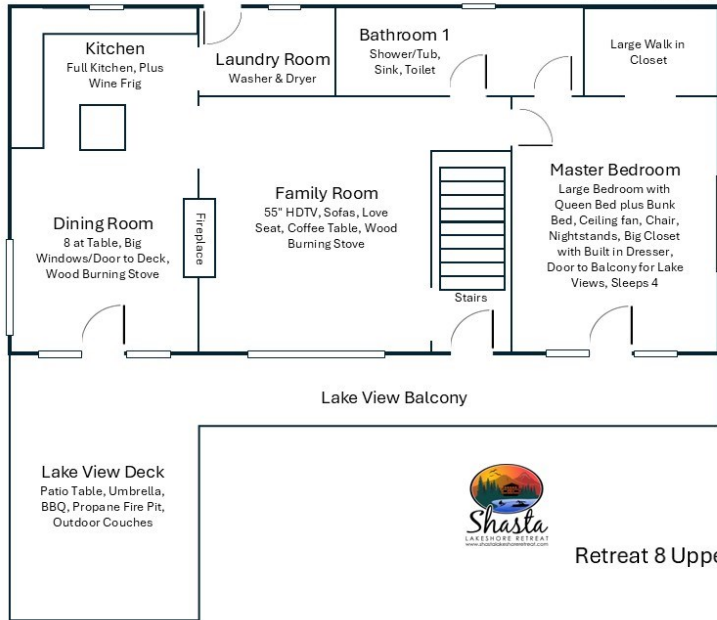 Kitchen
Full Kitchen, Plus
Wine Frig
Laundry Room
Washer & Dryer
Bathroom 1
Shower/Tub,
Sink, Toilet
Large Walk in
Closet
Dining Room
8 at Table, Big
Windows/Door to Deck,
Wood Burning Stove
Fireplace
Family Room
55" HDTV, Sofas, Love
Seat, Coffee Table, Wood
Burning Stove
Stairs
Master Bedroom
Large Bedroom with
Queen Bed plus Bunk
Bed, Ceiling fan, Chair,
Nightstands, Big Closet
with Built in Dresser,
Door to Balcony for Lake
Views, Sleeps 4
Lake View Balcony
Lake View Deck
Patio Table, Umbrella,
BBQ, Propane Fire Pit,
Outdoor Couches
Shasta
LAKESHORE RETREAT
www.shastalakeshoreretreat.com
Retreat 8 Uppe